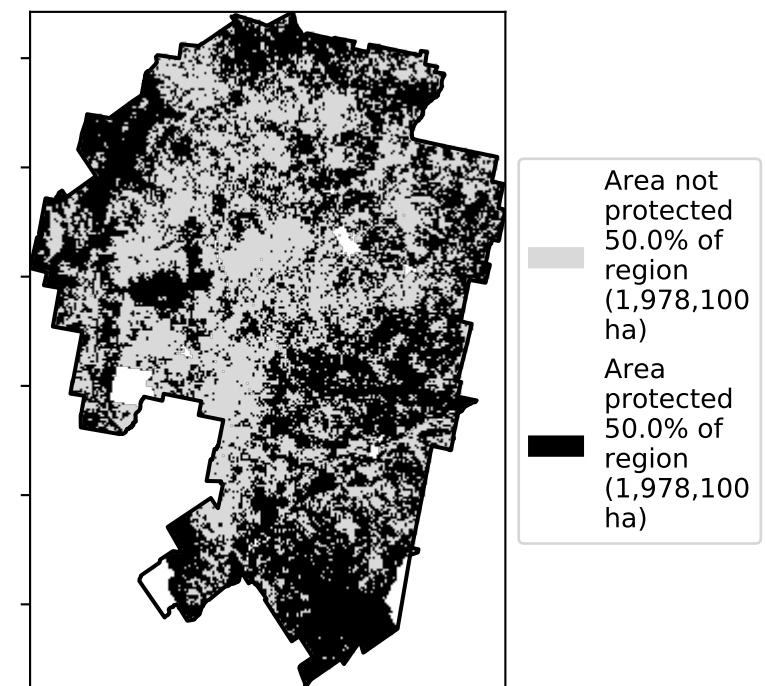 Area not
protected
50.0% of
region
(1,978,100
ha)
Area
protected
50.0% of
region
(1,978,100
ha)